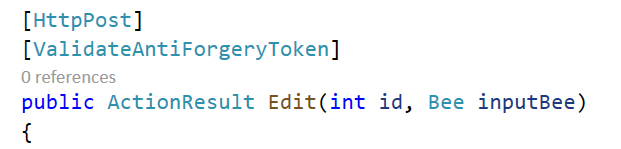 [HttpPost]
[ValidateAntiForgeryToken]
0 references
public ActionResult Edit(int id, Bee inputBee)
{